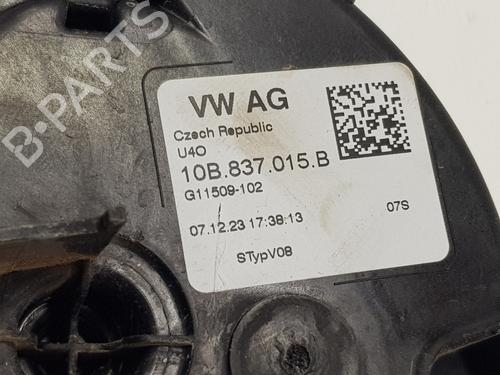 VW AG
Czech Republic
U4O
10B.837.015.B
G11509-102
07.12.23 17:38:13 07S
STypV08
B-PARTS